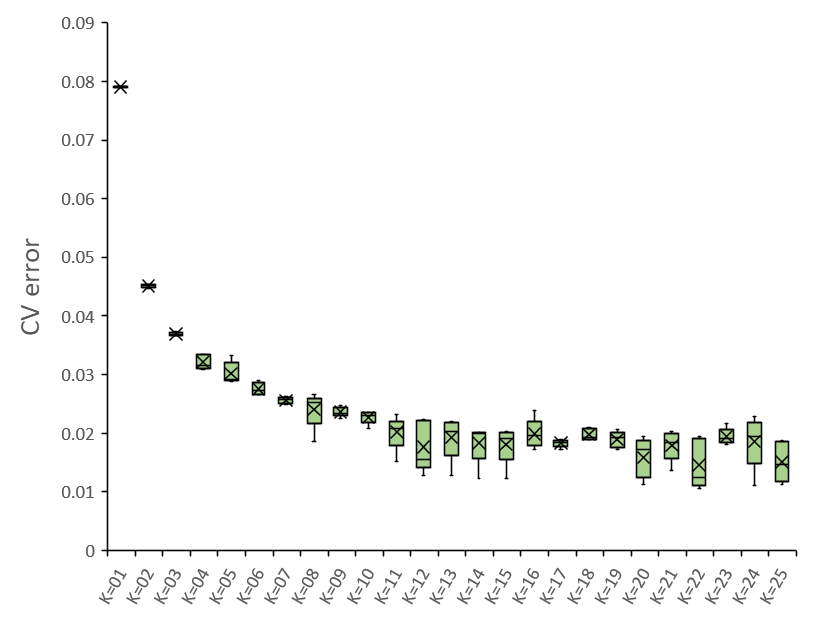 0.09
0.08
0.07
0.06
0.05
0.04
0.03
0.02
0.01
0
CV error
K=01
K=02
K=03
K=04
K=05
K=06
K=07
K=08
K=09
K=10
K=11
K=12
K=13
K=14
K=15
K=16
K=17
K=18
K=19
K=20
K=21
K=22
K=23
K=24
K=25